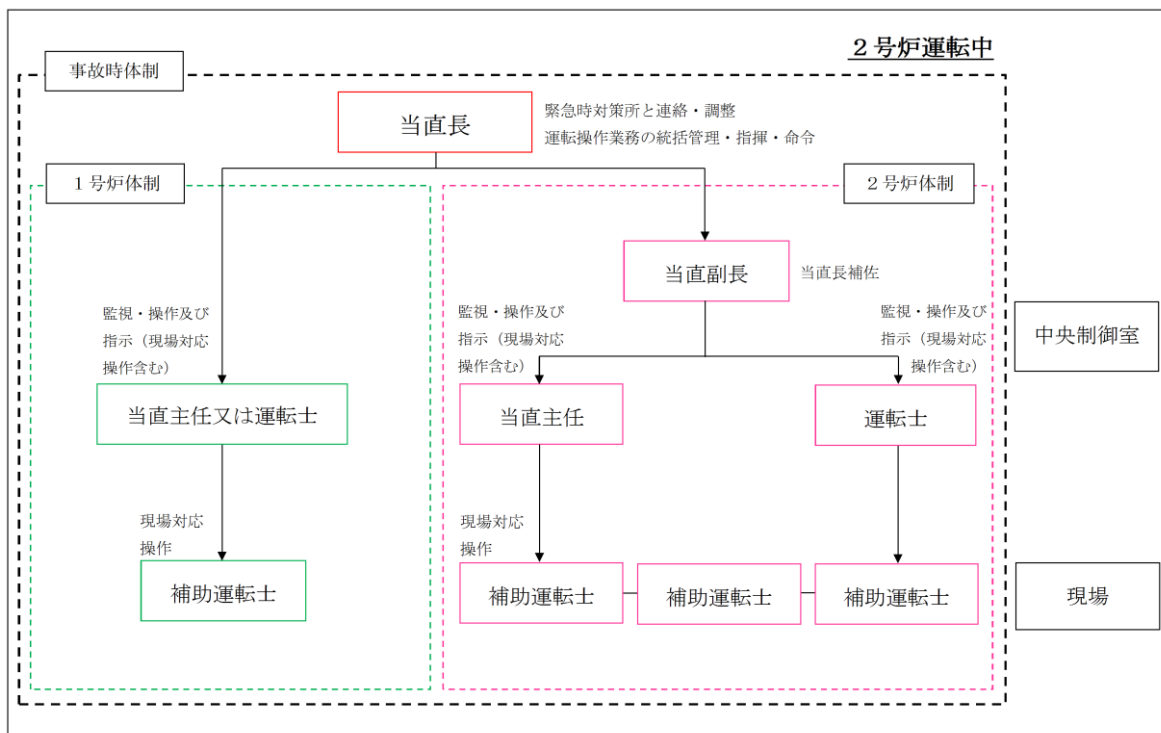 ２号炉運転中
事故時体制
当直長
緊急時対策所と連絡・調整
運転操作業務の統括管理・指揮・命令
１号炉体制
２号炉体制
当直副長
当直長補佐
監視・操作及び
指示（現場対応
操作含む）
監視・操作及び
指示（現場対応
操作含む）
監視・操作及び
指示（現場対応
操作含む）
中央制御室
当直主任又は運転士
当直主任
運転士
現場対応
操作
現場対応
操作
補助運転士
補助運転士
補助運転士
補助運転士
現場